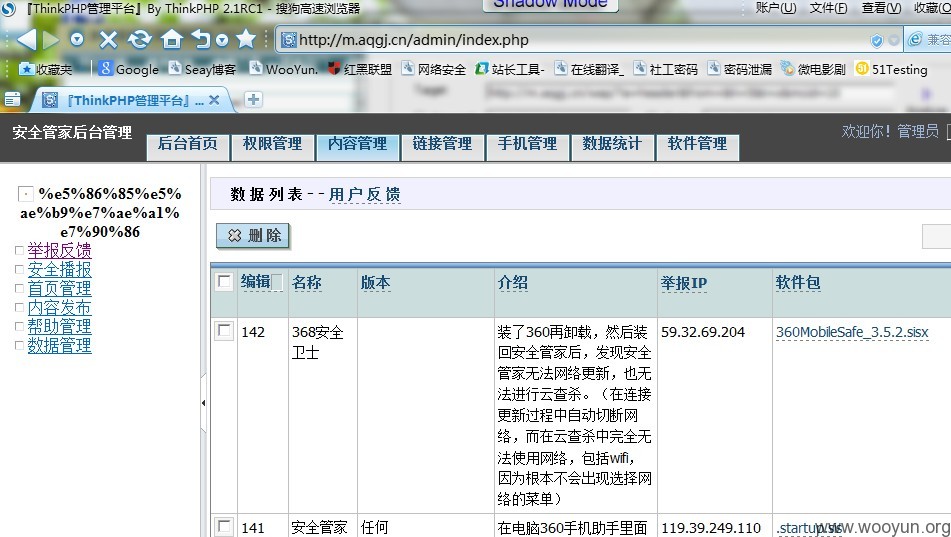 『ThinkPHP管理平台』By ThinkPHP 2.1RC1 - 搜狗高速浏览器
Shadow Mode
账户(U) 文件(F) 查看(V) 收藏(O
http://m.aqgj.cn/admin/index.php
兼容
收藏夹 Google Seay博客 WooYun. 红黑联盟 网络安全 站长工具- 在线翻译_ 社工密码 密码泄漏 微电影剧 51Testing
『ThinkPHP管理平台』...
安全管家后台管理
后台首页 权限管理 内容管理 链接管理 手机管理 数据统计 软件管理
欢迎你！管理员
%e5%86%85%e5%
ae%b9%e7%ae%a1%
e7%90%86
举报反馈
安全播报
首页管理
内容发布
帮助管理
数据管理
数据列表--用户反馈
删除
编辑 名称 版本 介绍 举报IP 软件包
142 368安全 装了360再卸载，然后装 59.32.69.204 360MobileSafe_3.5.2.sisx
卫士 回安全管家后，发现安全
管家无法网络更新，也无
法进行云查杀。（在连接
更新过程中自动切断网
络，而在云查杀中完全无
法使用网络，包括wifi，
因为根本不会出现选择网
络的菜单）
141 安全管家 任何 在电脑360手机助手里面 119.39.249.110 .startup.sis
www.wooyun.org